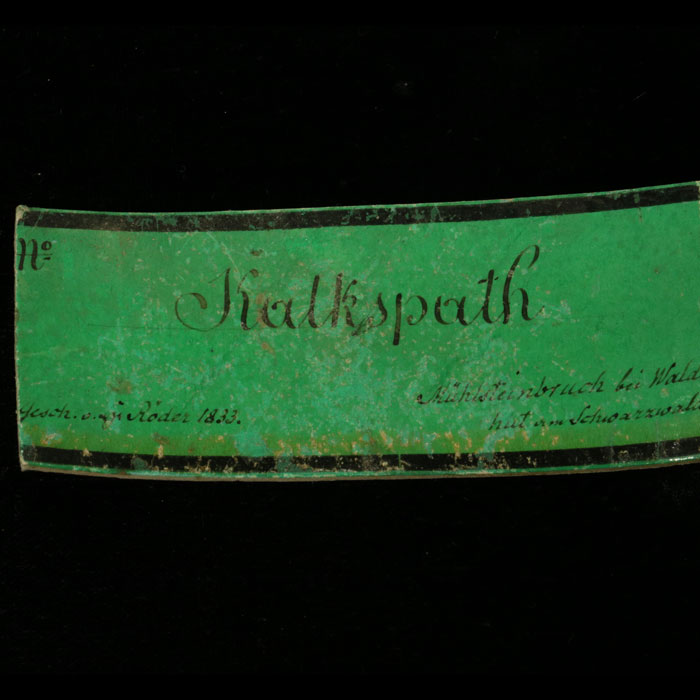 No
Kalkspath
Gesch. v. Röder 1833.
Mühlsteinbruch bei Wald
hut am Schwarzwald